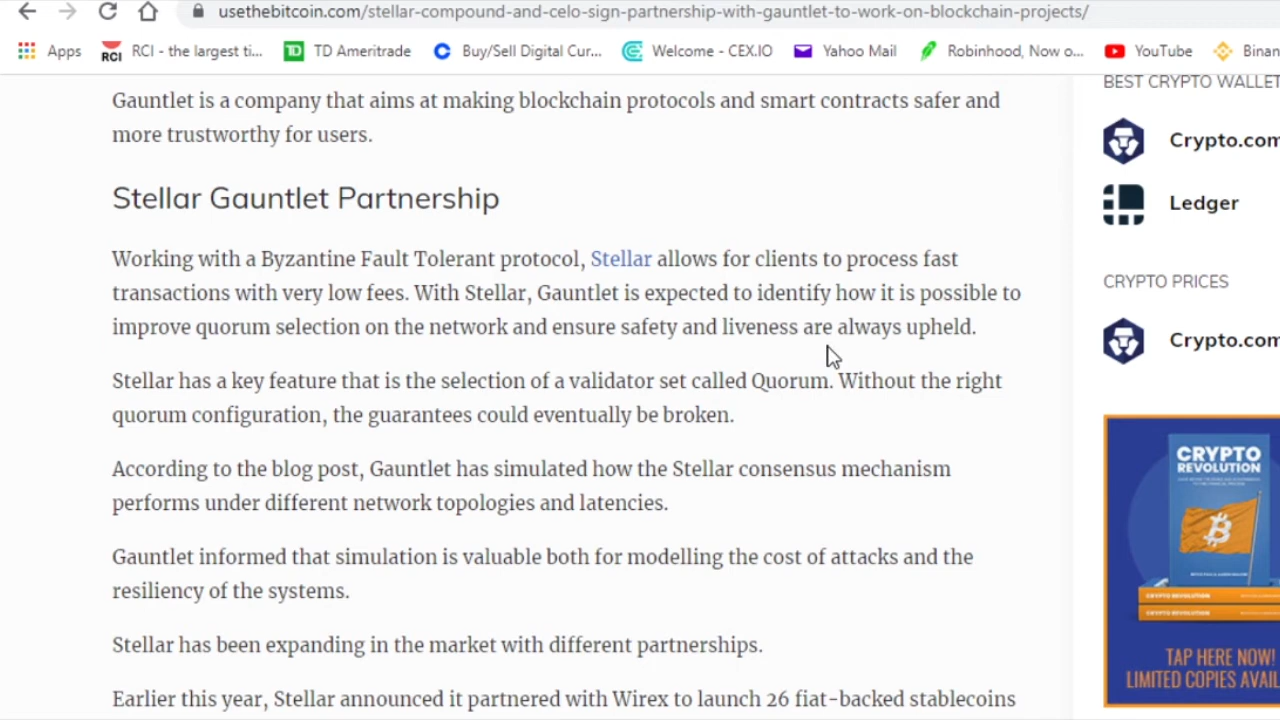 usethebitcoin.com/stellar-compound-and-celo-sign-partnership-with-gauntlet-to-work-on-blockchain-projects/
Apps RCI RCI - the largest ti... TD TD Ameritrade Buy/Sell Digital Cur... Welcome - CEX.IO Yahoo Mail Robinhood, Now o... YouTube Binan
Gauntlet is a company that aims at making blockchain protocols and smart contracts safer and
more trustworthy for users.
Stellar Gauntlet Partnership
Working with a Byzantine Fault Tolerant protocol, Stellar allows for clients to process fast
transactions with very low fees. With Stellar, Gauntlet is expected to identify how it is possible to
improve quorum selection on the network and ensure safety and liveness are always upheld.
Stellar has a key feature that is the selection of a validator set called Quorum. Without the right
quorum configuration, the guarantees could eventually be broken.
According to the blog post, Gauntlet has simulated how the Stellar consensus mechanism
performs under different network topologies and latencies.
Gauntlet informed that simulation is valuable both for modelling the cost of attacks and the
resiliency of the systems.
Stellar has been expanding in the market with different partnerships.
Earlier this year, Stellar announced it partnered with Wirex to launch 26 fiat-backed stablecoins
BEST CRYPTO WALLET
Crypto.com
Ledger
CRYPTO PRICES
Crypto.com
CRYPTO
REVOLUTION
CRYPTO REVOLUTION
CRYPTO REVOLUTION
TAP HERE NOW!
LIMITED COPIES AVAIL